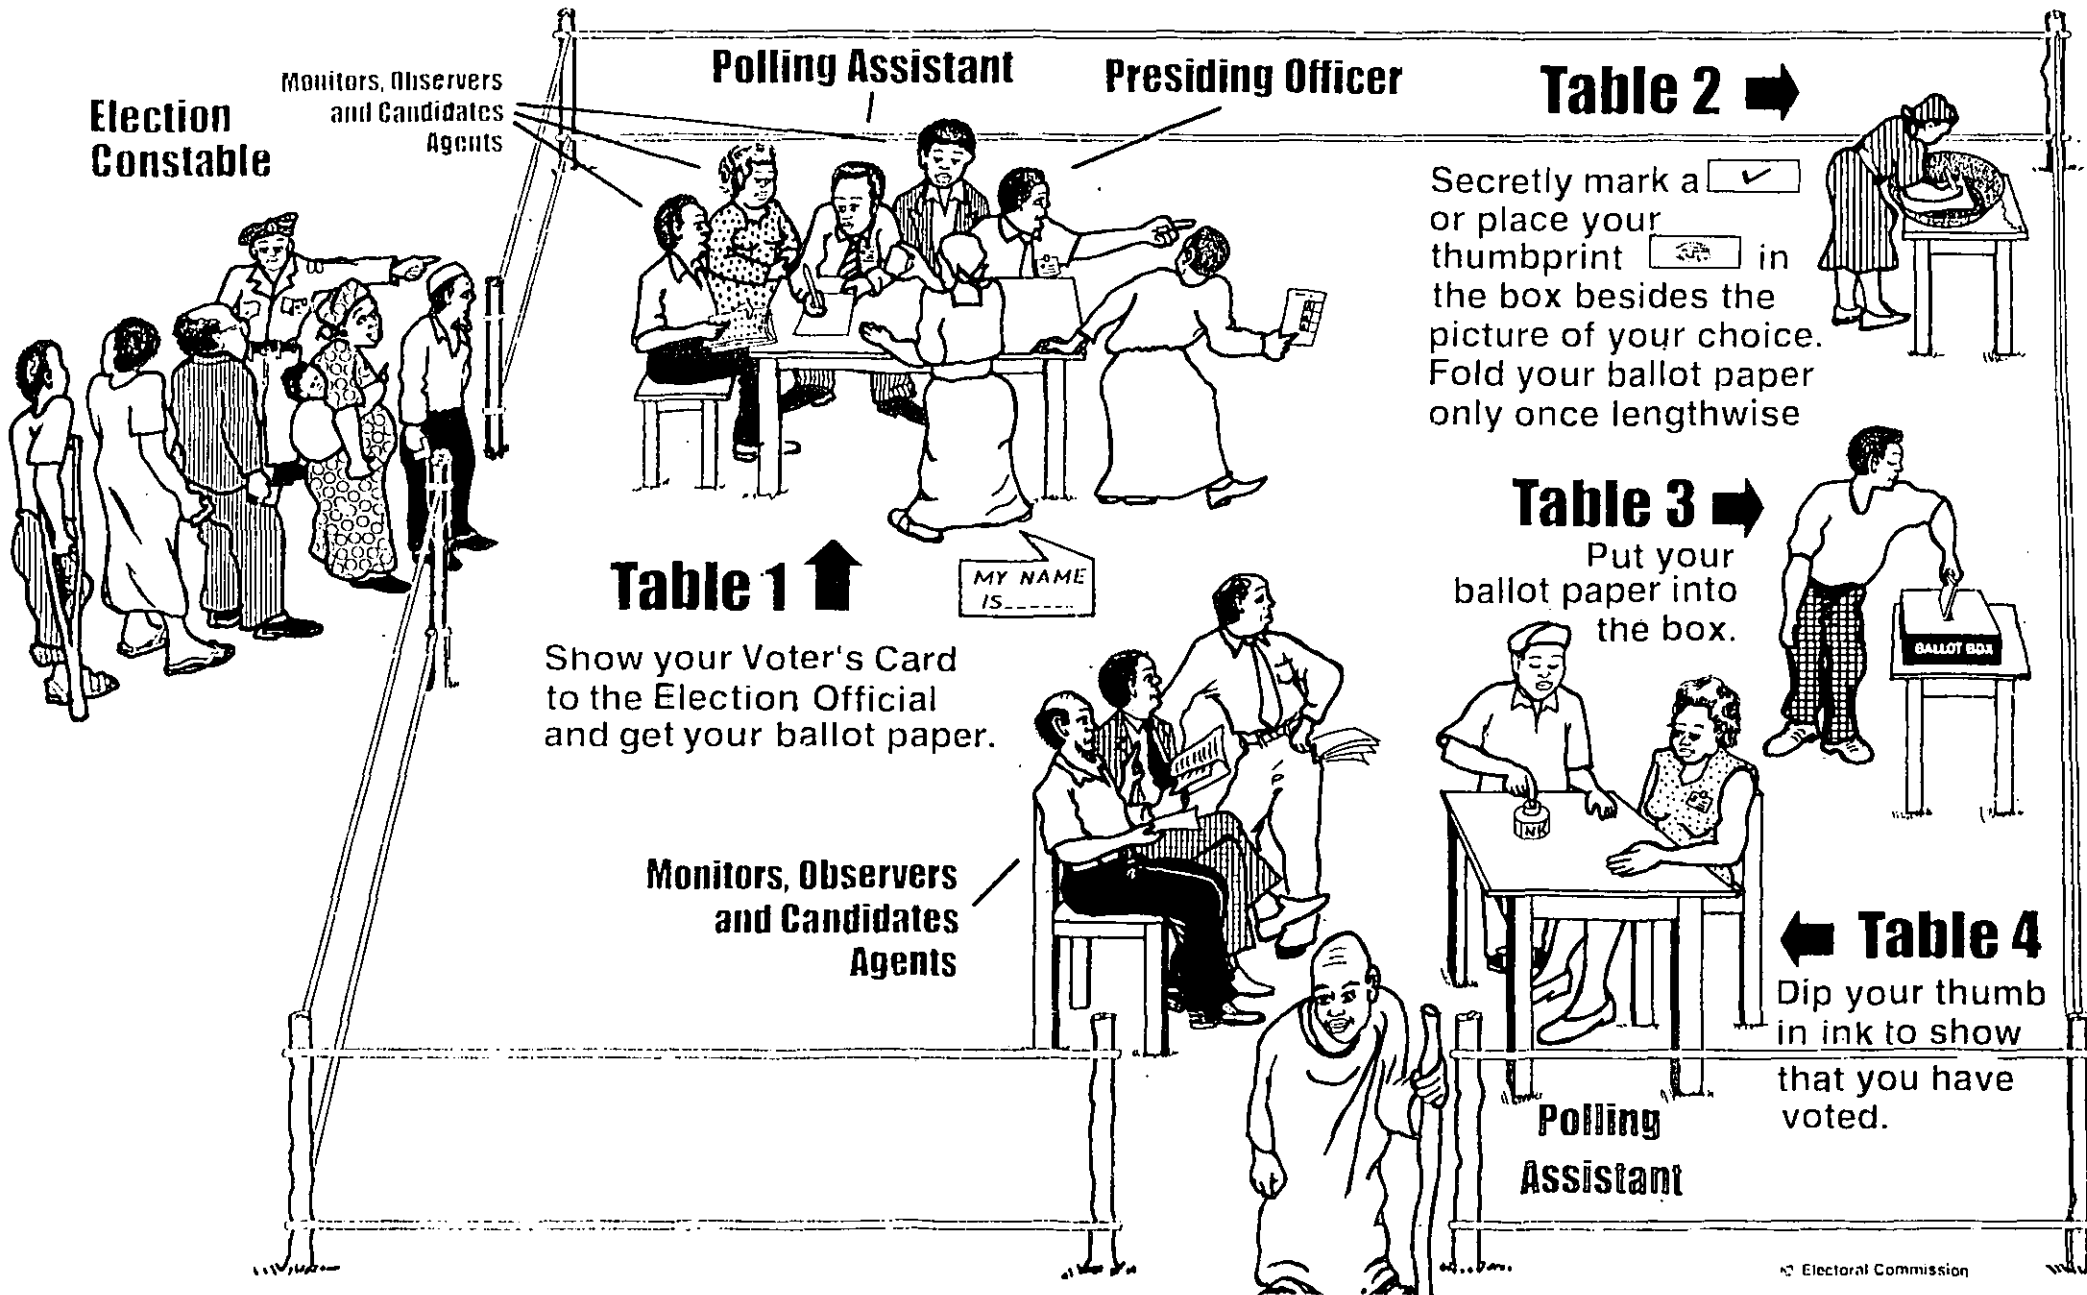 Election
Constable
Monitors, Observers
and Candidates
Agents
Polling Assistant
Presiding Officer
Table 2
Secretly mark a
or place your
thumbprint in
the box besides the
picture of your choice.
Fold your ballot paper
only once lengthwise
Table 1
MY NAME
IS
Show your Voter's Card
to the Election Official
and get your ballot paper.
Table 3
Put your
ballot paper into
the box.
BALLOT BOX
INK
Monitors, Observers
and Candidates
Agents
Table 4
Dip your thumb
in ink to show
that you have
voted.
Polling
Assistant
© Electoral Commission